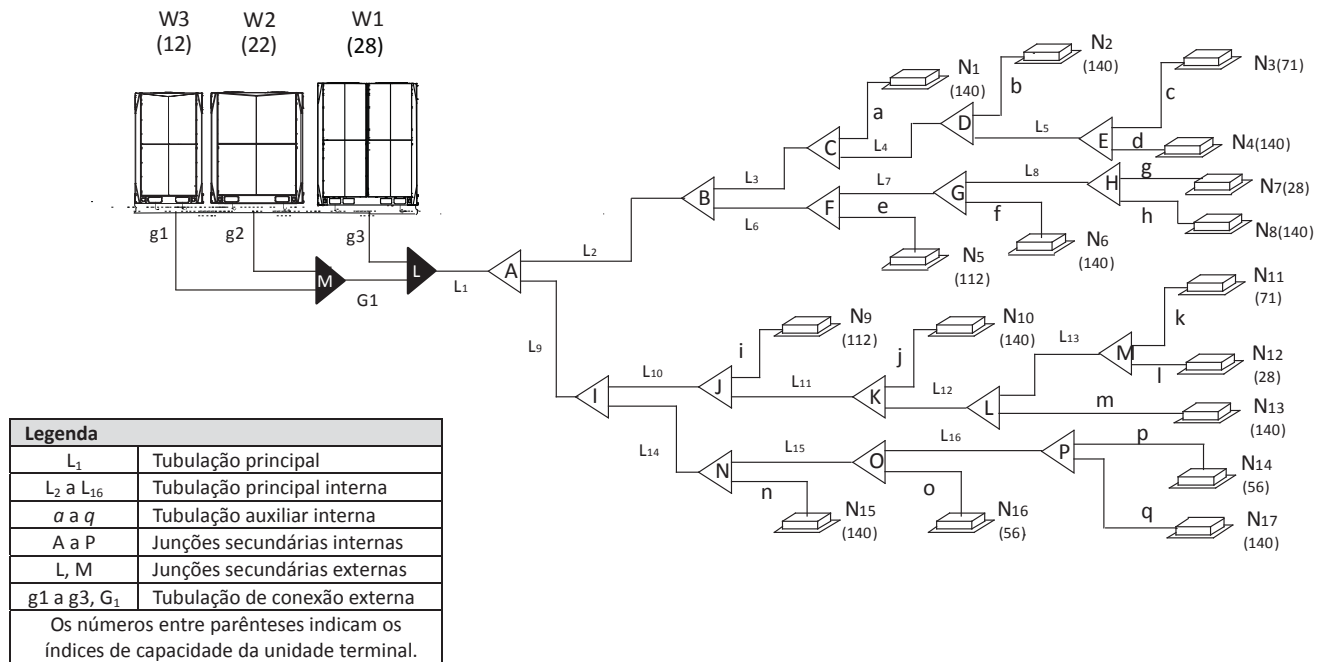 W3
(12)
W2
(22)
W1
(28)
g1
g2
g3
M
L
G1
L1
A
L2
B
L3
C
a
N1
(140)
L4
D
b
N2
(140)
L5
E
c
N3(71)
d
N4(140)
L6
F
L7
e
N5
(112)
G
L8
f
N6
(140)
H
g
N7(28)
h
N8(140)
L9
I
L10
J
i
N9
(112)
L11
K
j
N10
(140)
L12
L
L13
M
k
N11
(71)
l
N12
(28)
m
N13
(140)
L14
N
L15
n
N15
(140)
O
L16
o
N16
(56)
P
p
N14
(56)
q
N17
(140)
Legenda
L1 Tubulação principal
L2 a L16 Tubulação principal interna
a a q Tubulação auxiliar interna
A a P Junções secundárias internas
L, M Junções secundárias externas
g1 a g3, G1 Tubulação de conexão externa
Os números entre parênteses indicam os
índices de capacidade da unidade terminal.